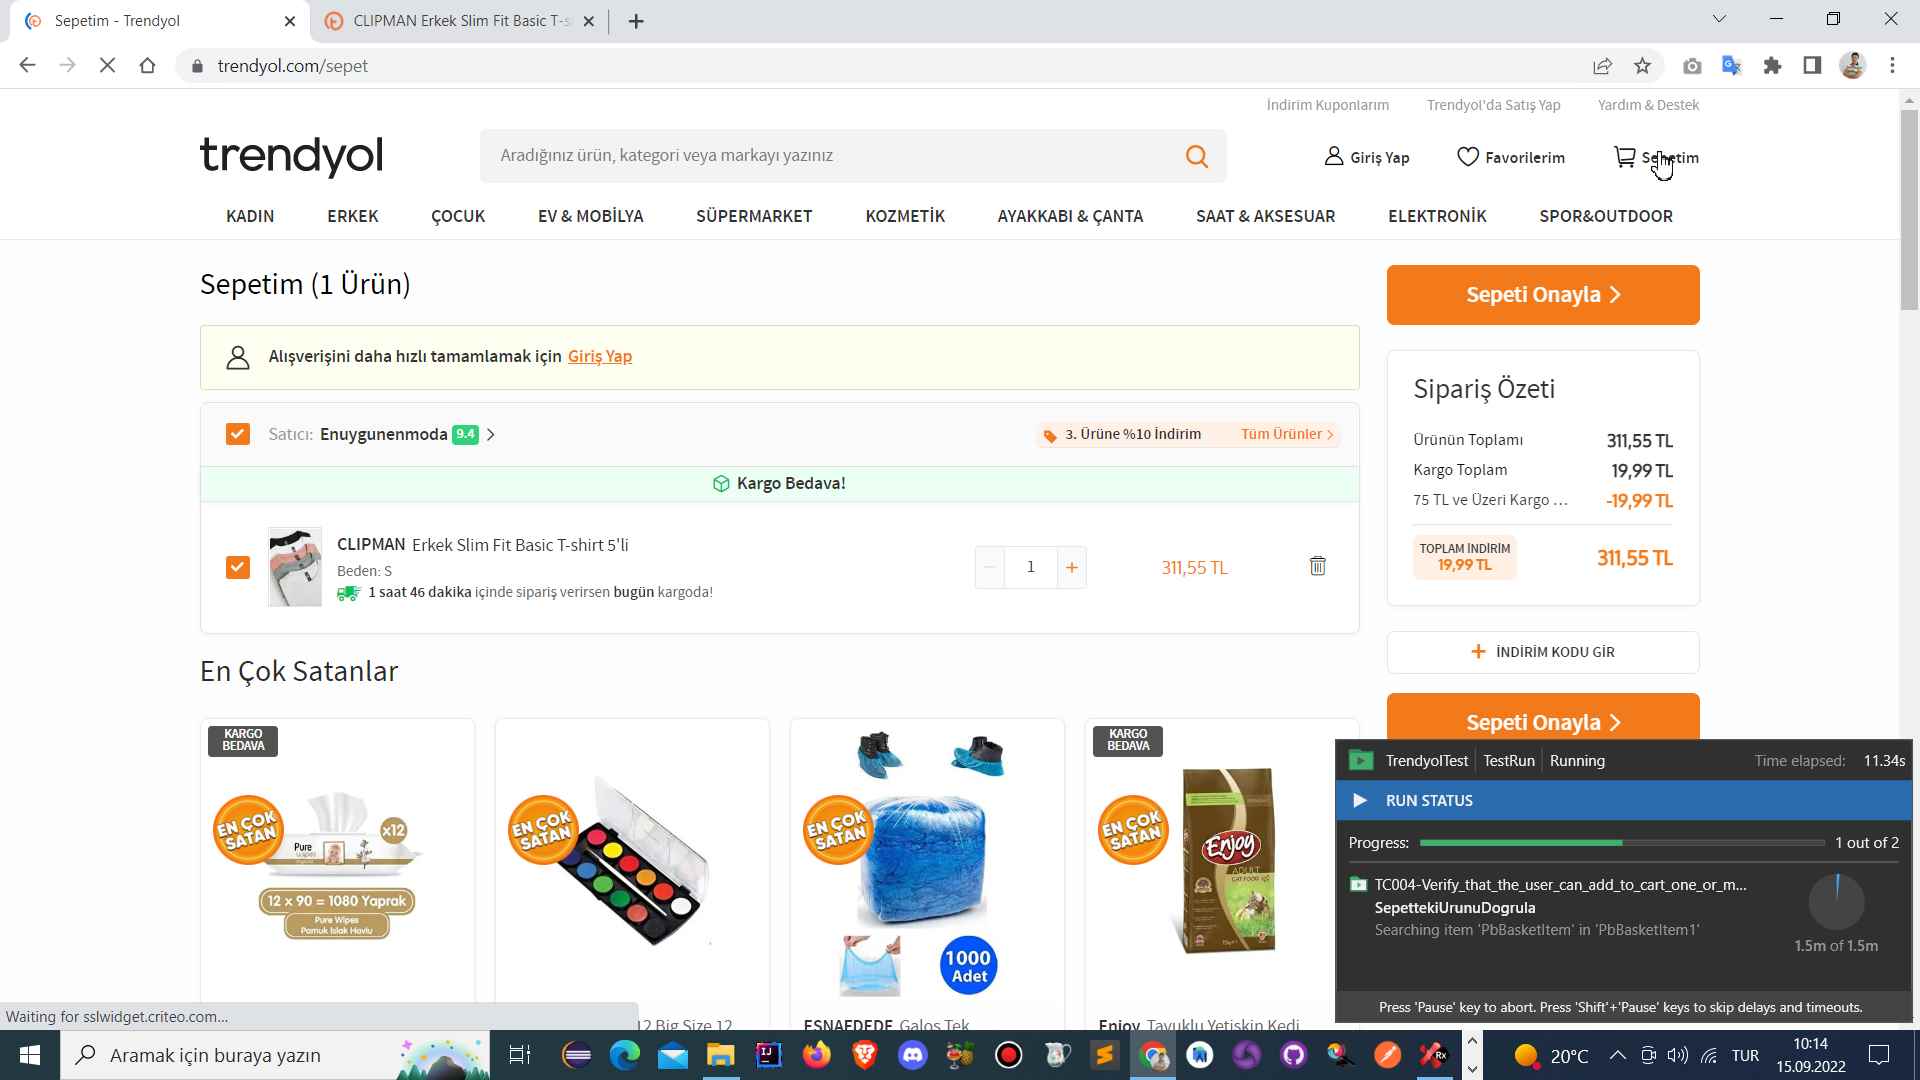 Sepetim - Trendyol
CLIPMAN Erkek Slim Fit Basic T-s
trendyol.com/sepet
İndirim Kuponlarım
Trendyol'da Satış Yap
Yardım & Destek
trendyol
Aradığınız ürün, kategori veya markayı yazınız
Giriş Yap
Favorilerim
Sepetim
KADIN
ERKEK
ÇOCUK
EV & MOBİLYA
SÜPERMARKET
KOZMETİK
AYAKKABI & ÇANTA
SAAT & AKSESUAR
ELEKTRONİK
SPOR&OUTDOOR
Sepetim (1 Ürün)
Sepeti Onayla
Alışverişini daha hızlı tamamlamak için Giriş Yap
Satıcı: Enuygunenmoda 9.4
3. Ürüne %10 İndirim Tüm Ürünler
Kargo Bedava!
CLIPMAN Erkek Slim Fit Basic T-shirt 5'li
Beden: S
1 saat 46 dakika içinde sipariş verirsen bugün kargoda!
1
311,55 TL
Sipariş Özeti
Ürünün Toplamı 311,55 TL
Kargo Toplam 19,99 TL
75 TL ve Üzeri Kargo ... -19,99 TL
TOPLAM İNDİRİM
19,99 TL
311,55 TL
İNDİRİM KODU GİR
Sepeti Onayla
En Çok Satanlar
KARGO
BEDAVA
EN ÇOK
SATAN
x12
Pure
12 x 90 = 1080 Yaprak
Pure Wipes
Pamuk Islak Havlu
EN ÇOK
SATAN
EN ÇOK
SATAN
1000
Adet
KARGO
BEDAVA
EN ÇOK
SATAN
Enjoy
ADULT
CAT FOOD
12 Big Size 12
ESNAFDEDE Galoş Tek
Enjoy Tavuklu Yetişkin Kedi
TrendyolTest TestRun Running
Time elapsed: 11.34s
RUN STATUS
Progress: 1 out of 2
TC004-Verify_that_the_user_can_add_to_cart_one_or_m...
SepettekiUrunuDogrula
Searching item 'PbBasketItem' in 'PbBasketItem1'
1.5m of 1.5m
Press 'Pause' key to abort. Press 'Shift'+'Pause' keys to skip delays and timeouts.
Waiting for sslwidget.criteo.com...
Aramak için buraya yazın
20°C
TUR
10:14
15.09.2022